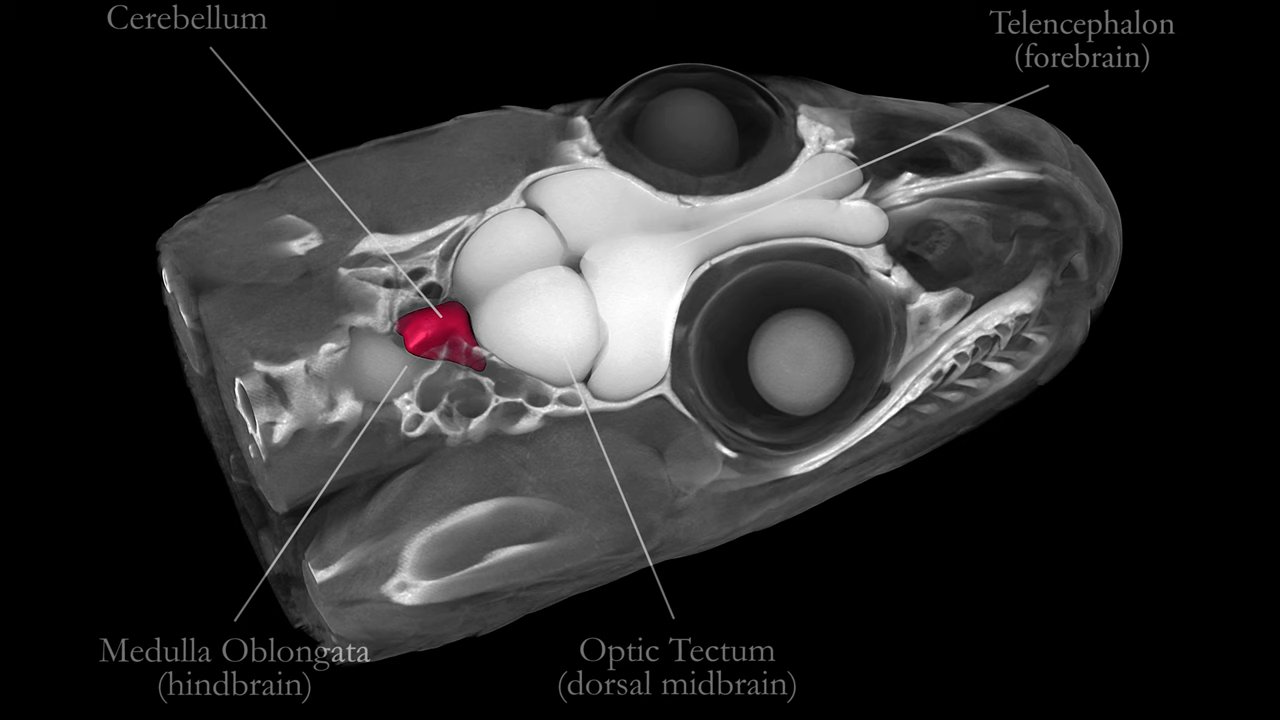 Cerebellum
Telencephalon
(forebrain)
Medulla Oblongata
(hindbrain)
Optic Tectum
(dorsal midbrain)